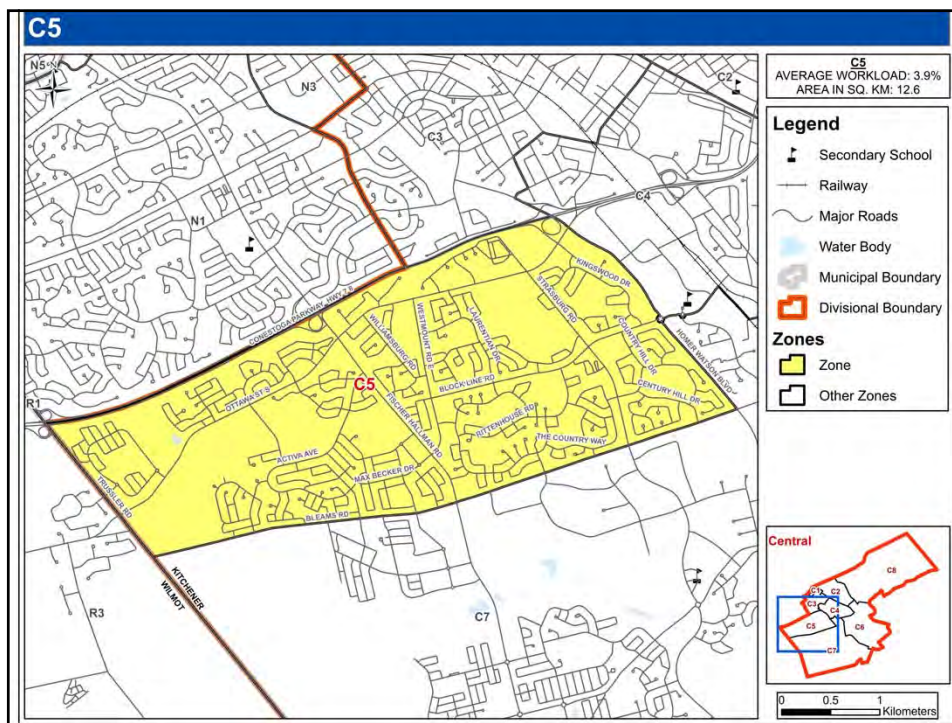 C5
N5
N3
C2
C3
C4
N1
KINGSWOOD DR
STRASBURG RD
CONESTOGA PARKWAY, HWY 7 8
WILLIAMSBURG RD
WESTMOUNT RD E
LAURENTIAN DR
COUNTRY HILL DR
HOMER WATSON BLVD
C5
BLOCK LINE RD
CENTURY HILL DR
R1
OTTAWA ST S
FISCHER HALLMAN RD
RITTENHOUSE RD
THE COUNTRY WAY
ACTIVA AVE
MAX BECKER DR
TRUSSLER RD
BLEAMS RD
KITCHENER
WILMOT
R3
C7
C5
AVERAGE WORKLOAD: 3.9%
AREA IN SQ. KM: 12.6
Legend
Secondary School
Railway
Major Roads
Water Body
Municipal Boundary
Divisional Boundary
Zones
Zone
Other Zones
Central
C8
C1
C2
C3
C4
C5
C6
C7
0 0.5 1
Kilometers